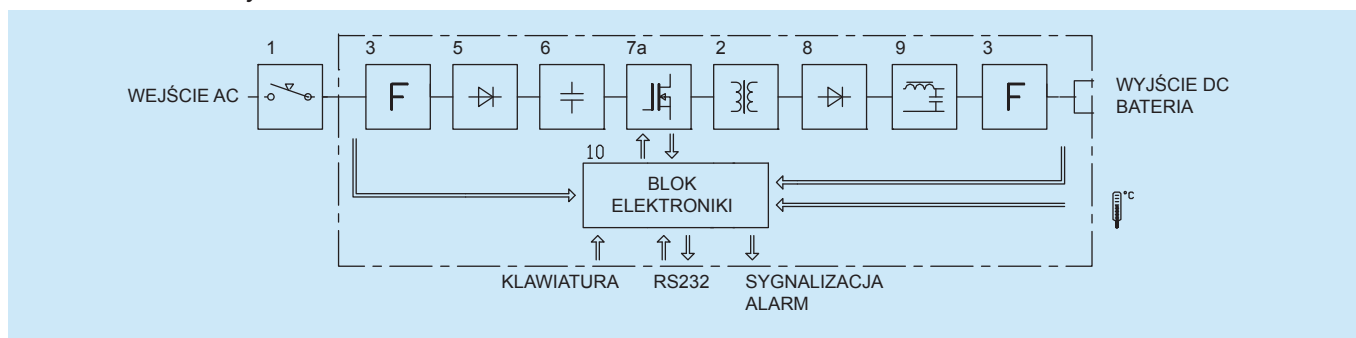 1 3 5 6 7a 2 8 9 3
WEJŚCIE AC F F WYJŚCIE DC
BATERIA
10
BLOK
ELEKTRONIKI
°C
KLAWIATURA RS232 SYGNALIZACJA
ALARM